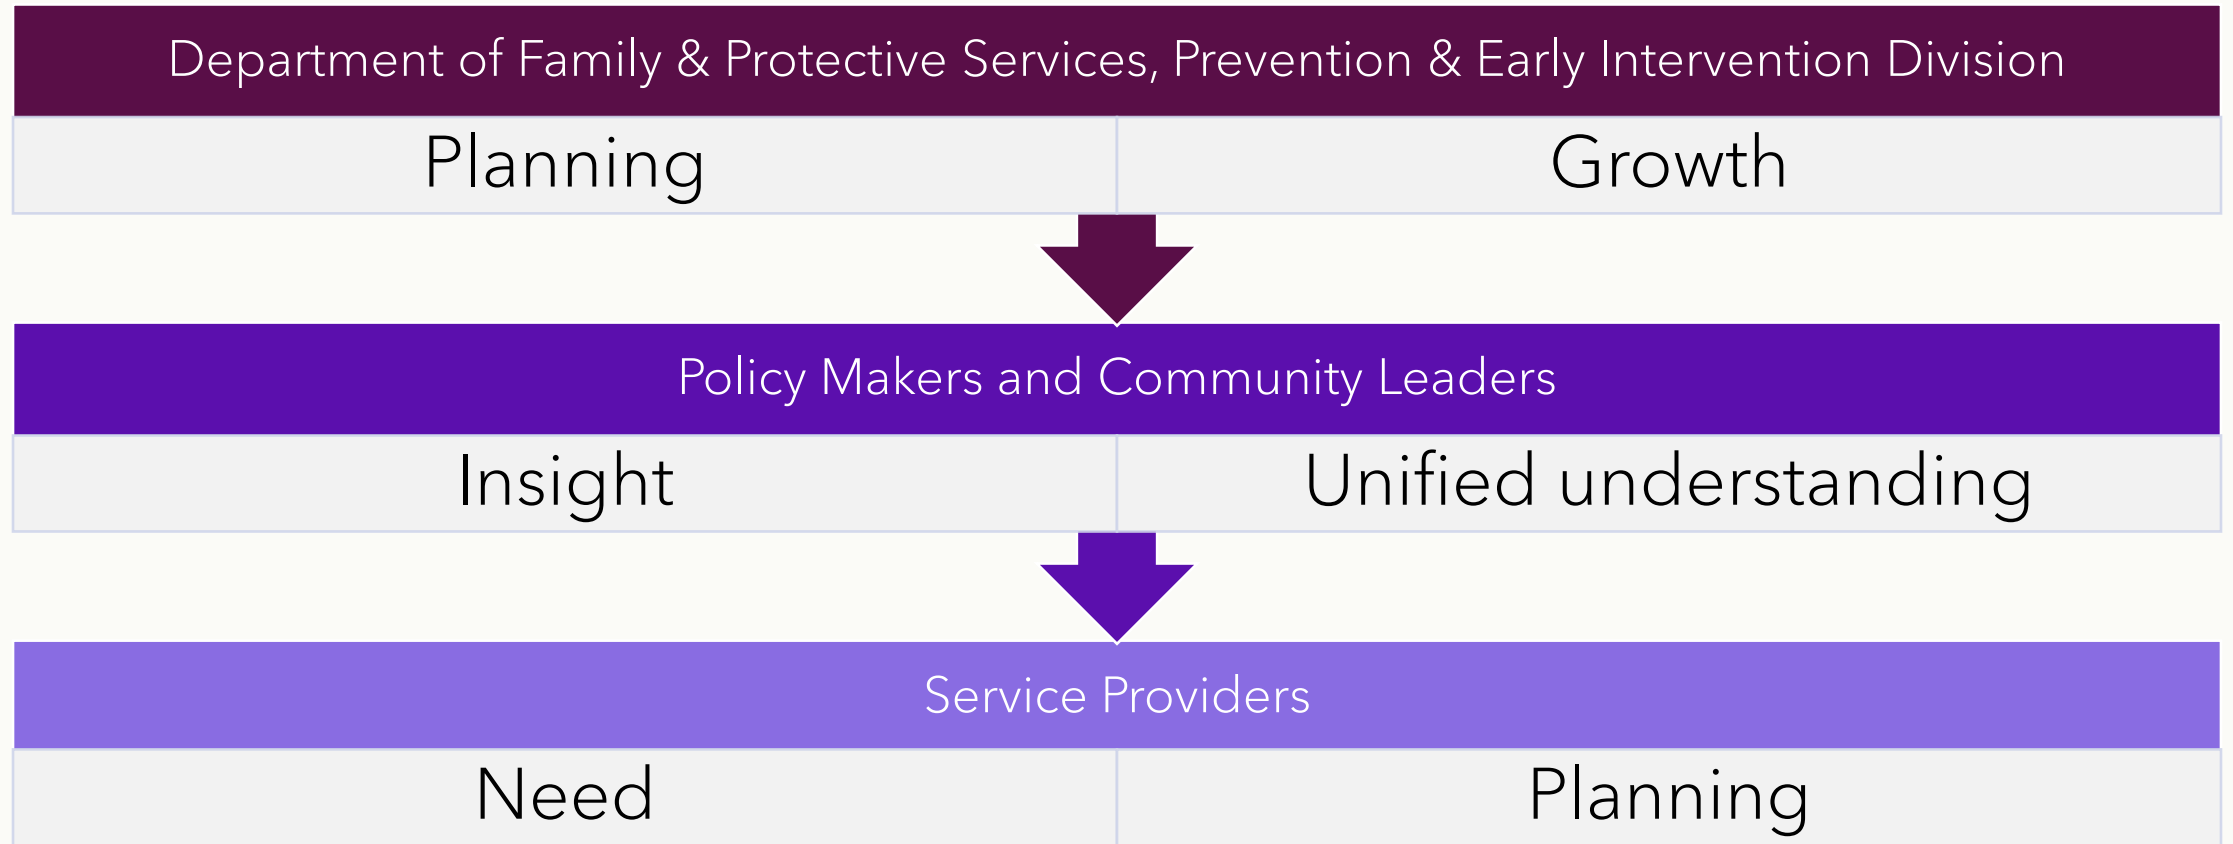 Department of Family & Protective Services, Prevention & Early Intervention Division
Planning
Growth
Policy Makers and Community Leaders
Insight
Unified understanding
Service Providers
Need
Planning